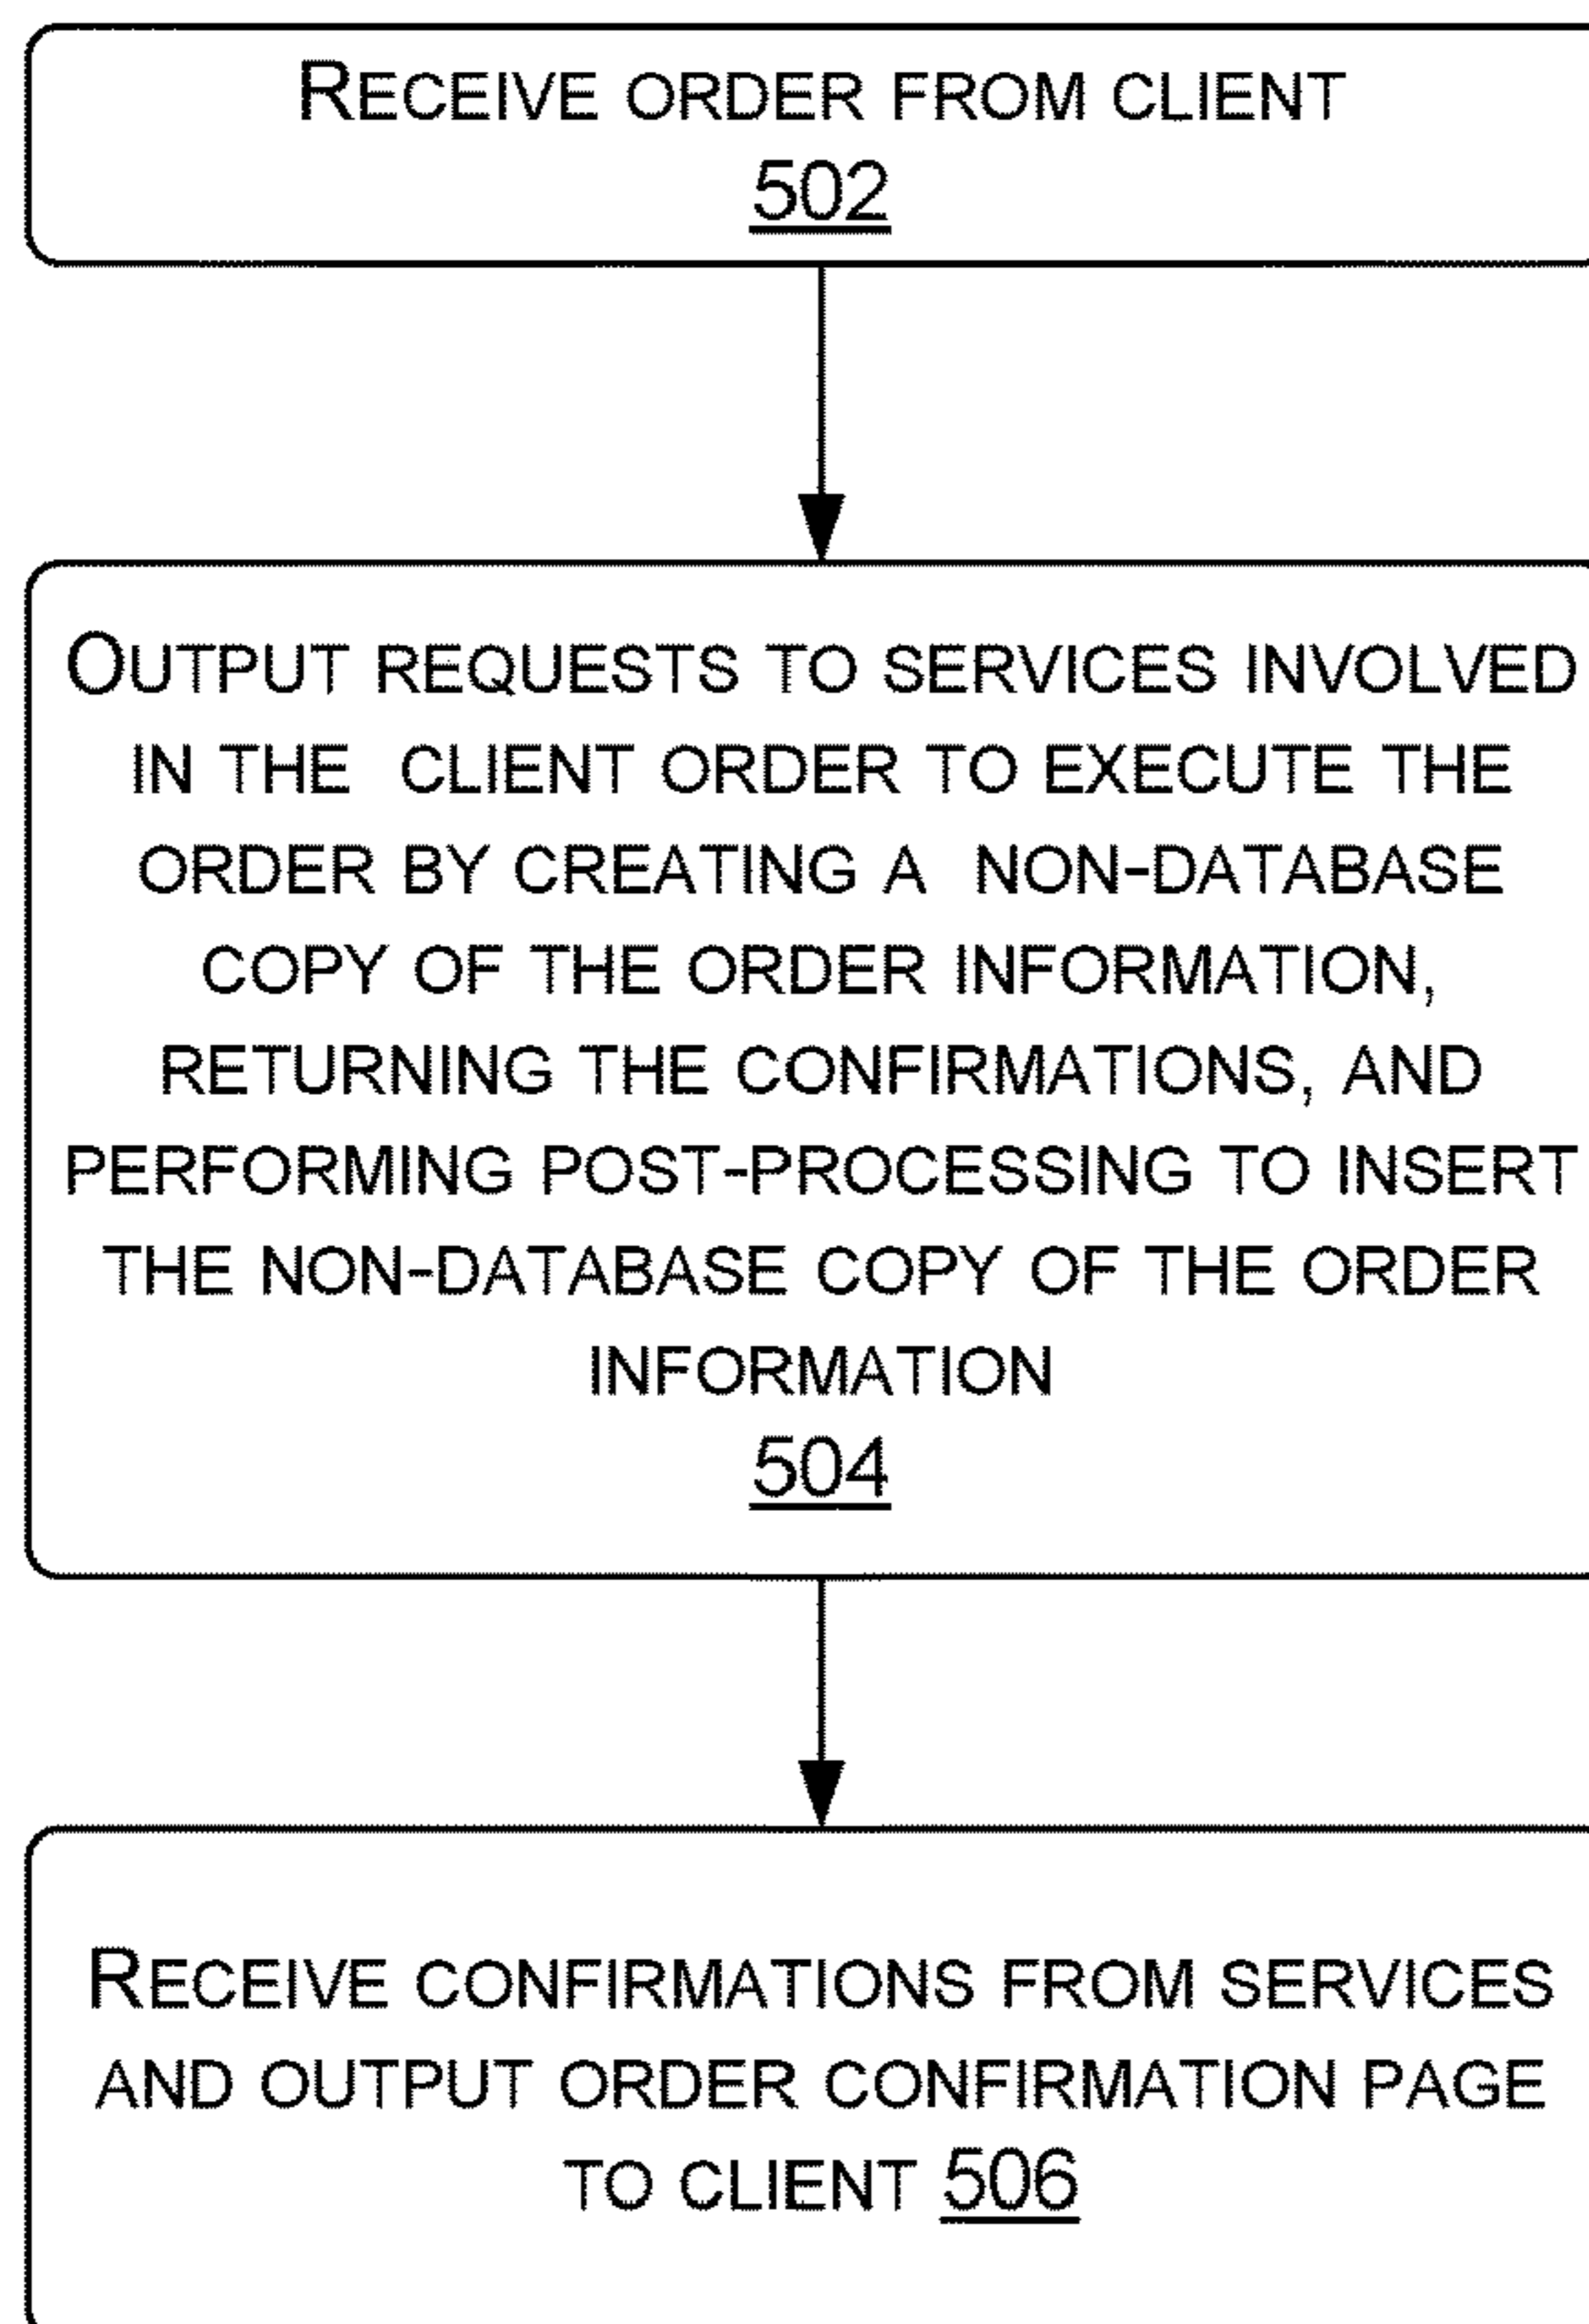 RECEIVE ORDER FROM CLIENT
502
OUTPUT REQUESTS TO SERVICES INVOLVED
IN THE CLIENT ORDER TO EXECUTE THE
ORDER BY CREATING A NON-DATABASE
COPY OF THE ORDER INFORMATION,
RETURNING THE CONFIRMATIONS, AND
PERFORMING POST-PROCESSING TO INSERT
THE NON-DATABASE COPY OF THE ORDER
INFORMATION
504
RECEIVE CONFIRMATIONS FROM SERVICES
AND OUTPUT ORDER CONFIRMATION PAGE
TO CLIENT 506